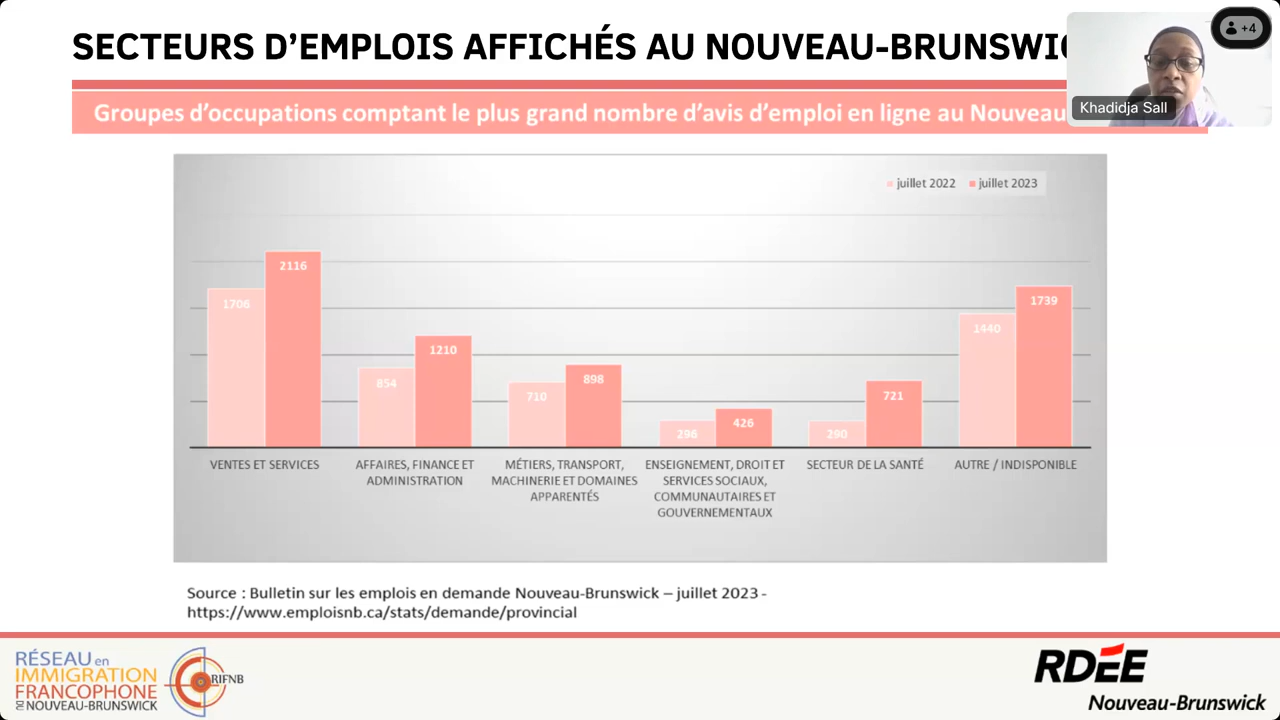 SECTEURS D'EMPLOIS AFFICHÉS AU NOUVEAU-BRUNSWIC
+4
Khadidja Sall
Groupes d'occupations comptant le plus grand nombre d'avis d'emploi en ligne au Nouveau
juillet 2022 juillet 2023
2116
1706
1210
854
898
710
426
296
721
290
1739
1440
VENTES ET SERVICES
AFFAIRES, FINANCE ET
ADMINISTRATION
MÉTIERS, TRANSPORT,
MACHINERIE ET DOMAINES
APPARENTÉS
ENSEIGNEMENT, DROIT ET
SERVICES SOCIAUX,
COMMUNAUTAIRES ET
GOUVERNEMENTAUX
SECTEUR DE LA SANTÉ
AUTRE / INDISPONIBLE
Source : Bulletin sur les emplois en demande Nouveau-Brunswick – juillet 2023 -
https://www.emploisnb.ca/stats/demande/provincial
RÉSEAU en
IMMIGRATION
FRANCOPHONE
DU NOUVEAU-BRUNSWICK
RIFNB
RDÉE
Nouveau-Brunswick